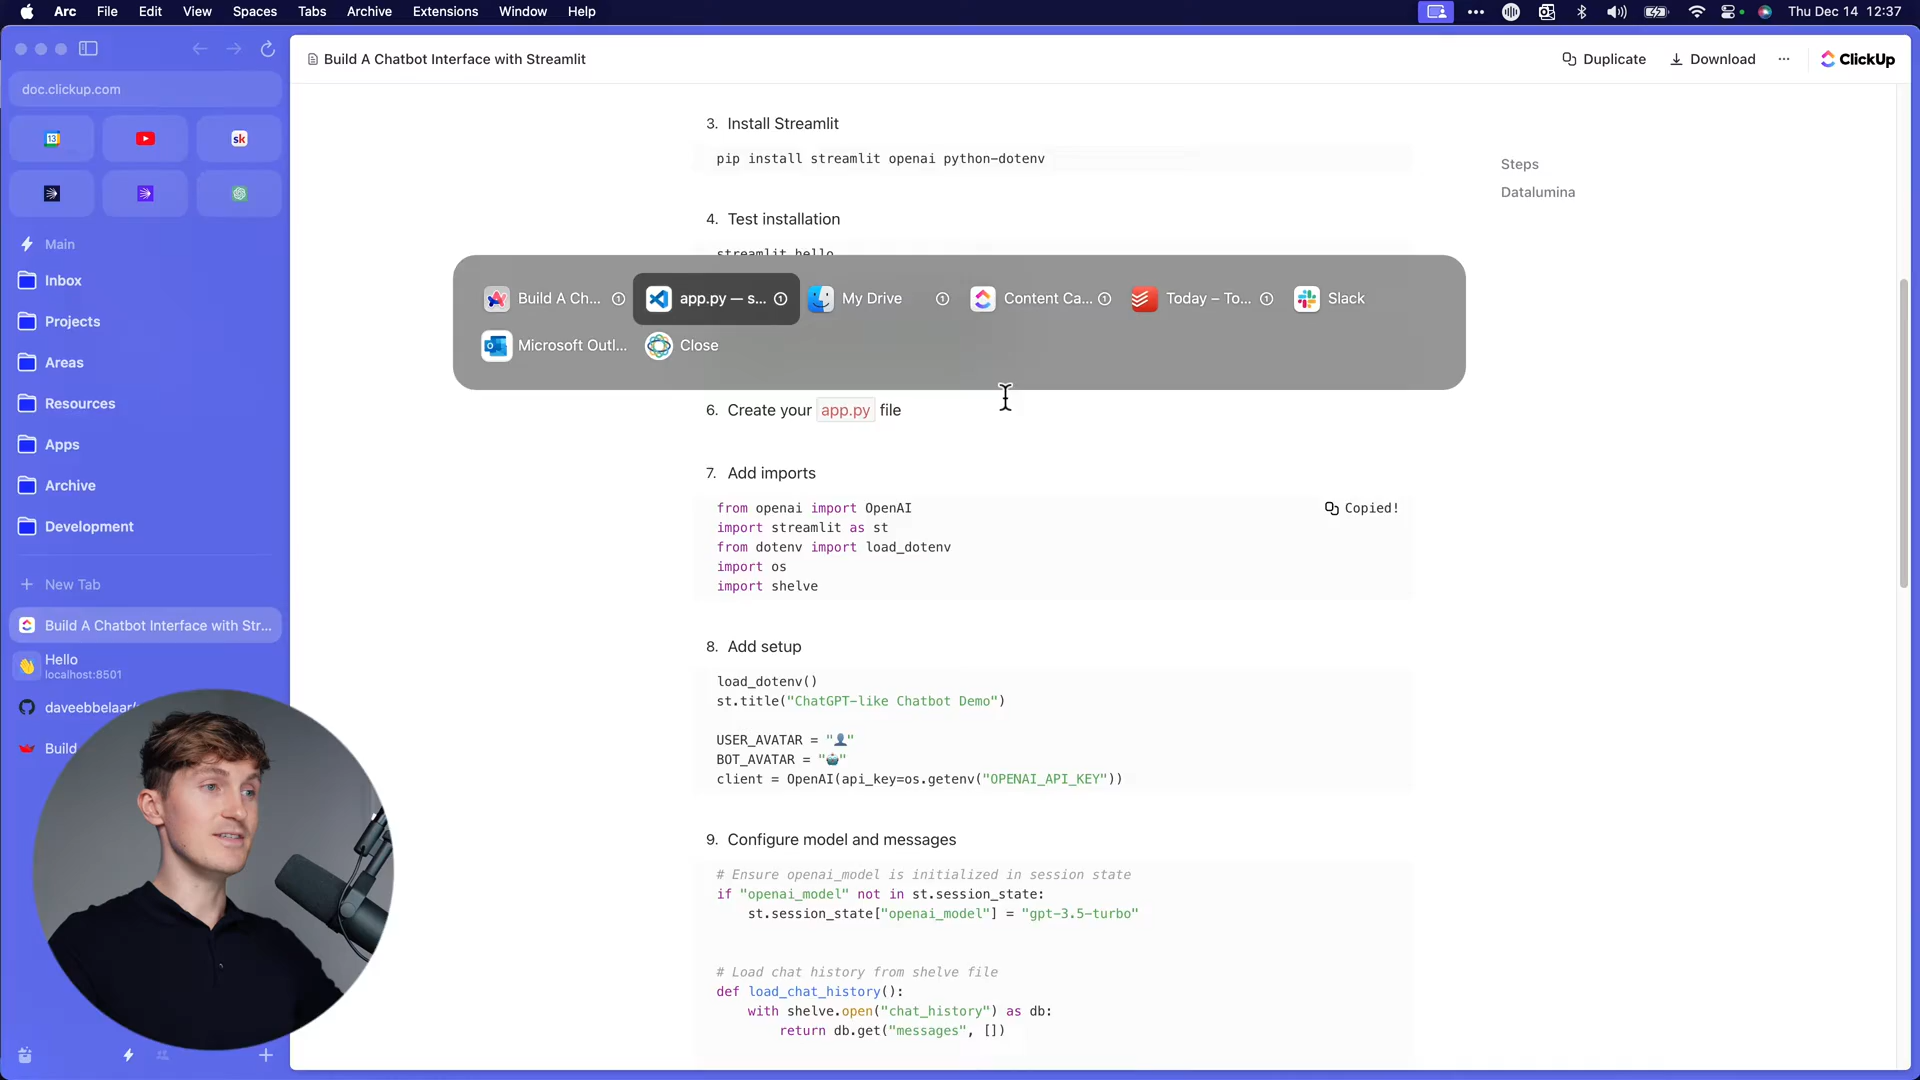 Arc File Edit View Spaces Tabs Archive Extensions Window Help
Thu Dec 14 12:37
doc.clickup.com
13
sk
Main
Inbox
Projects
Areas
Resources
Apps
Archive
Development
New Tab
Build A Chatbot Interface with Str...
Hello
localhost:8501
daveebbelaar/
Build
Build A Chatbot Interface with Streamlit
Duplicate
Download
ClickUp
3. Install Streamlit
pip install streamlit openai python-dotenv
4. Test installation
streamlit hello
Build A Ch...
app.py — s...
My Drive
Content Ca...
Today – To...
Slack
Microsoft Outl...
Close
6. Create your app.py file
7. Add imports
from openai import OpenAI
import streamlit as st
from dotenv import load_dotenv
import os
import shelve
Copied!
8. Add setup
load_dotenv()
st.title("ChatGPT-like Chatbot Demo")
USER_AVATAR = "👤"
BOT_AVATAR = "🤖"
client = OpenAI(api_key=os.getenv("OPENAI_API_KEY"))
9. Configure model and messages
# Ensure openai_model is initialized in session state
if "openai_model" not in st.session_state:
st.session_state["openai_model"] = "gpt-3.5-turbo"
# Load chat history from shelve file
def load_chat_history():
with shelve.open("chat_history") as db:
return db.get("messages", [])
Steps
Datalumina